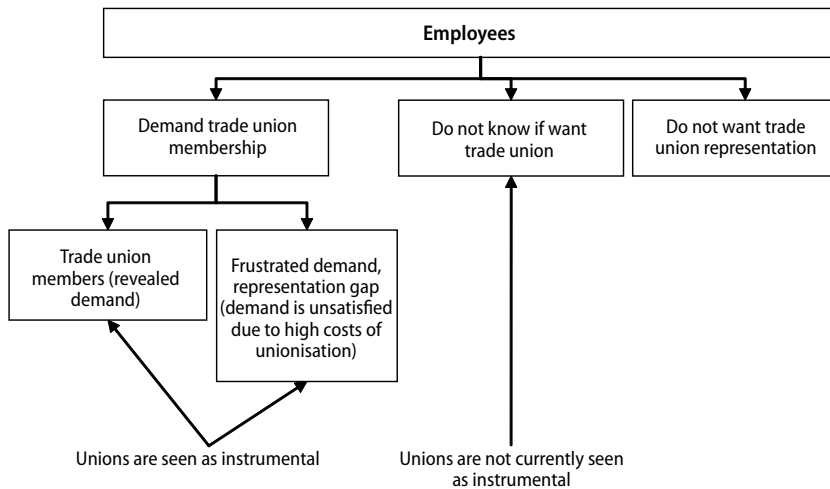 Employees
Demand trade union
membership
Do not know if want
trade union
Do not want trade
union representation
Trade union
members (revealed
demand)
Frustrated demand,
representation gap
(demand is unsatisfied
due to high costs of
unionisation)
Unions are seen as instrumental
Unions are not currently seen
as instrumental